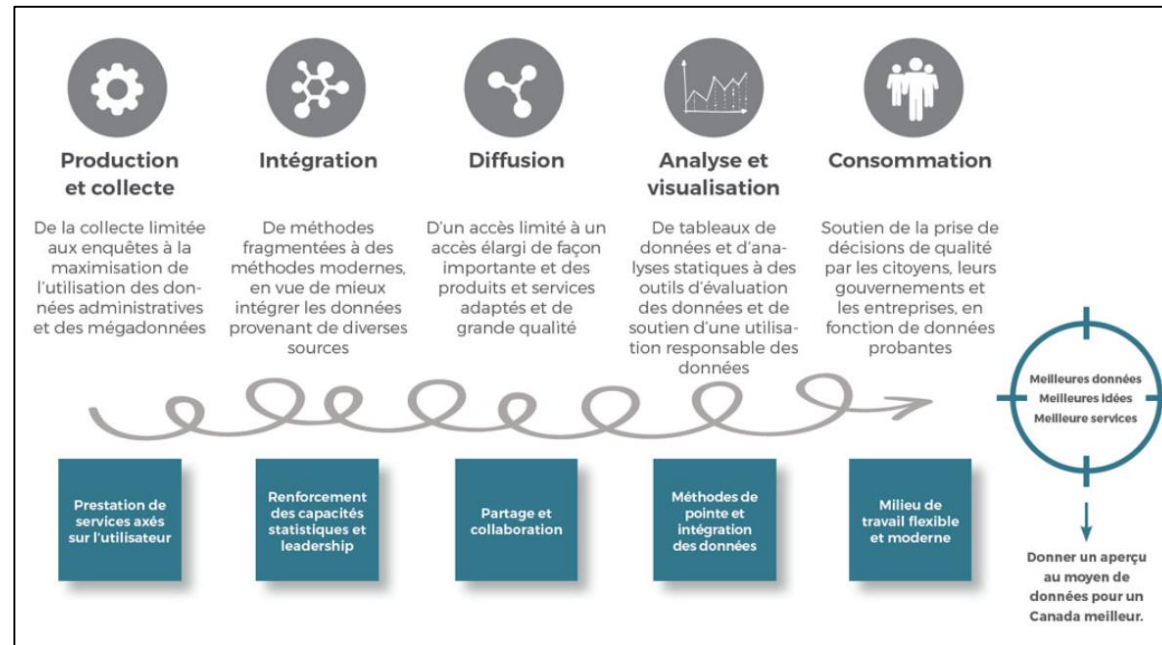 Production
et collecte
De la collecte limitée
aux enquêtes à la
maximisation de
l'utilisation des don-
nées administratives
et des mégadonnées
Intégration
De méthodes
fragmentées à des
méthodes modernes,
en vue de mieux
intégrer les données
provenant de diverses
sources
Diffusion
D'un accès limité à un
accès élargi de façon
importante et des
produits et services
adaptés et de
grande qualité
Analyse et
visualisation
De tableaux de
données et d'ana-
lyses statiques à des
outils d'évaluation
des données et de
soutien d'une utilisa-
tion responsable des
données
Consommation
Soutien de la prise de
décisions de qualité
par les citoyens, leurs
gouvernements et
les entreprises, en
fonction de données
probantes
Meilleures données
Meilleures idées
Meilleure services
Prestation de
services axés
sur l'utilisateur
Renforcement
des capacités
statistiques et
leadership
Partage et
collaboration
Méthodes de
pointe et
intégration
des données
Milieu de
travail flexible
et moderne
Donner un aperçu
au moyen de
données pour un
Canada meilleur.